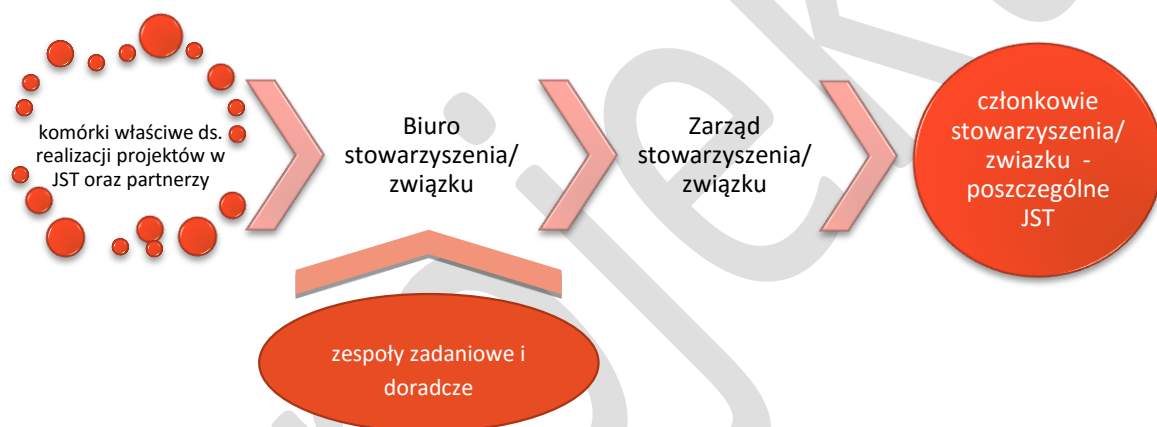 komórki właściwe ds.
realizacji projektów w
JST oraz partnerzy
Biuro
stowarzyszenia/
związku
Zarząd
stowarzyszenia/
związku
członkowie
stowarzyszenia/
zwiazku -
poszczególne
JST
zespoły zadaniowe i
doradcze